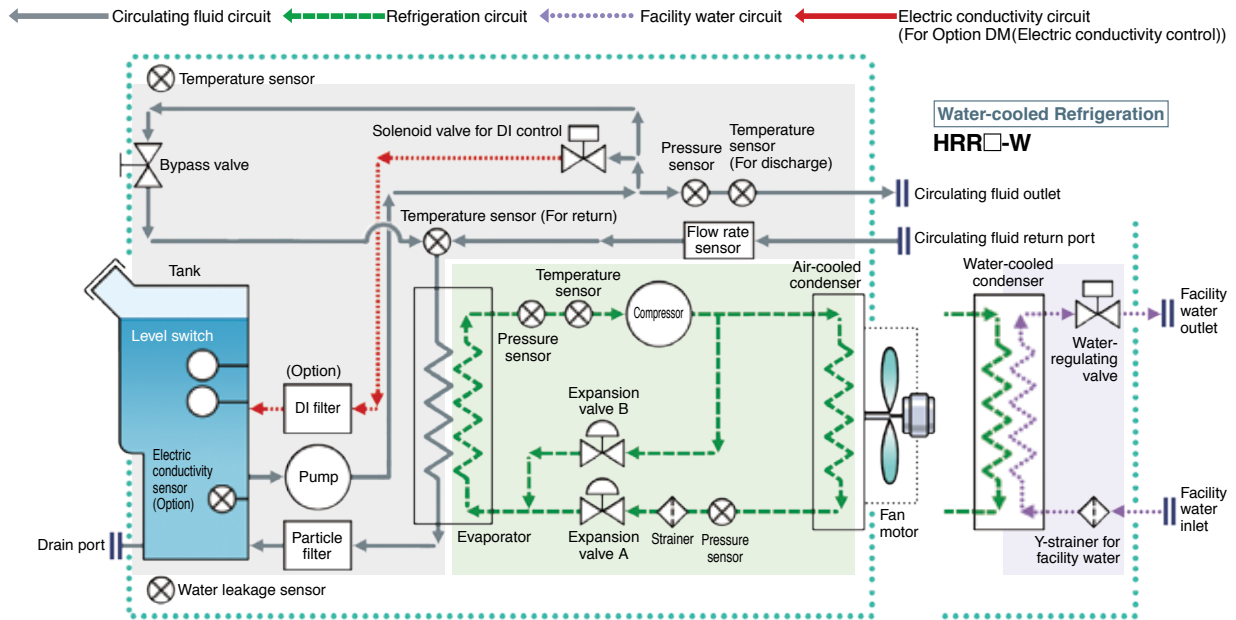 Circulating fluid circuit
Refrigeration circuit
Facility water circuit
Electric conductivity circuit
(For Option DM(Electric conductivity control))
Temperature sensor
Bypass valve
Solenoid valve for DI control
Pressure
sensor
Temperature
sensor
(For discharge)
Water-cooled Refrigeration
HRR□-W
Circulating fluid outlet
Temperature sensor (For return)
Flow rate
sensor
Circulating fluid return port
Tank
Level switch
(Option)
DI filter
Electric
conductivity
sensor
(Option)
Pump
Particle
filter
Drain port
Water leakage sensor
Temperature
sensor
Pressure
sensor
Compressor
Air-cooled
condenser
Expansion
valve B
Evaporator
Expansion
valve A
Strainer
Pressure
sensor
Fan
motor
Water-cooled
condenser
Water-
regulating
valve
Facility
water
outlet
Facility
water
inlet
Y-strainer for
facility water